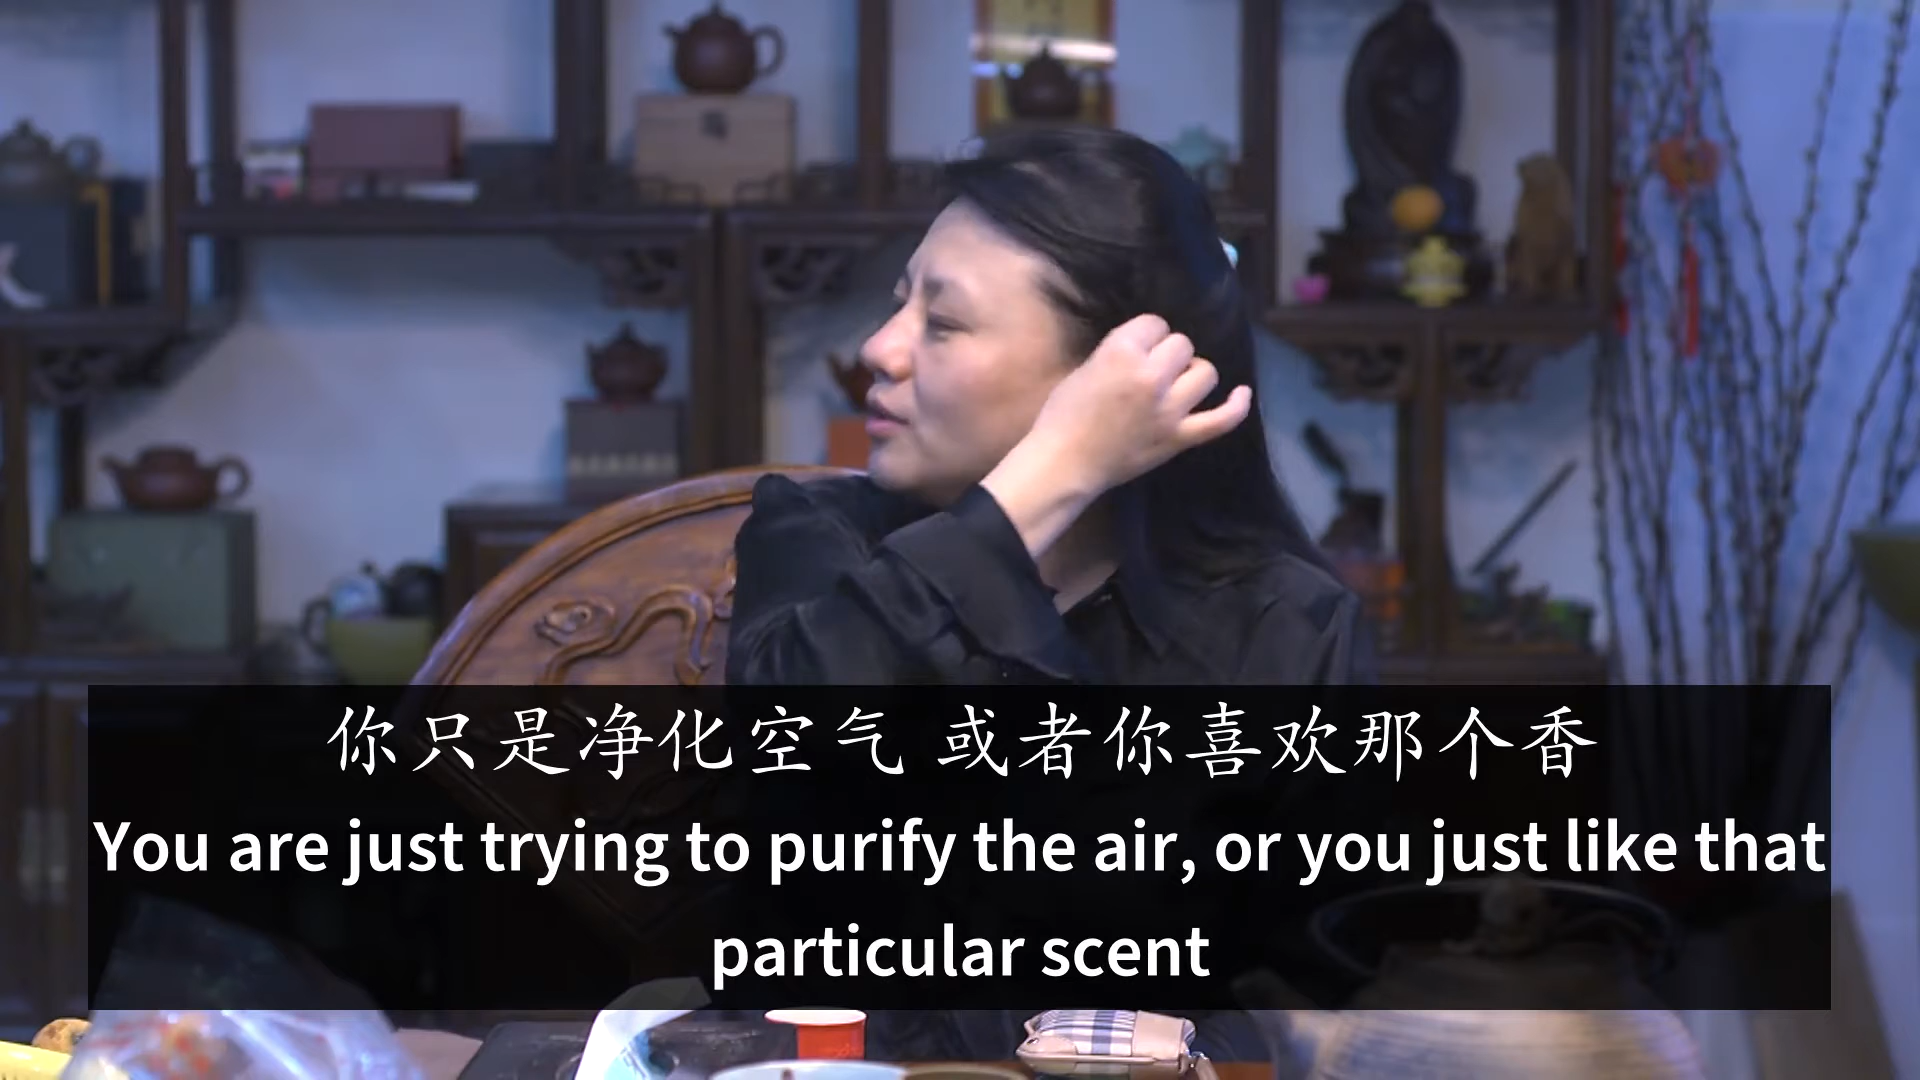 你只是净化空气 或者你喜欢那个香
You are just trying to purify the air, or you just like that
particular scent